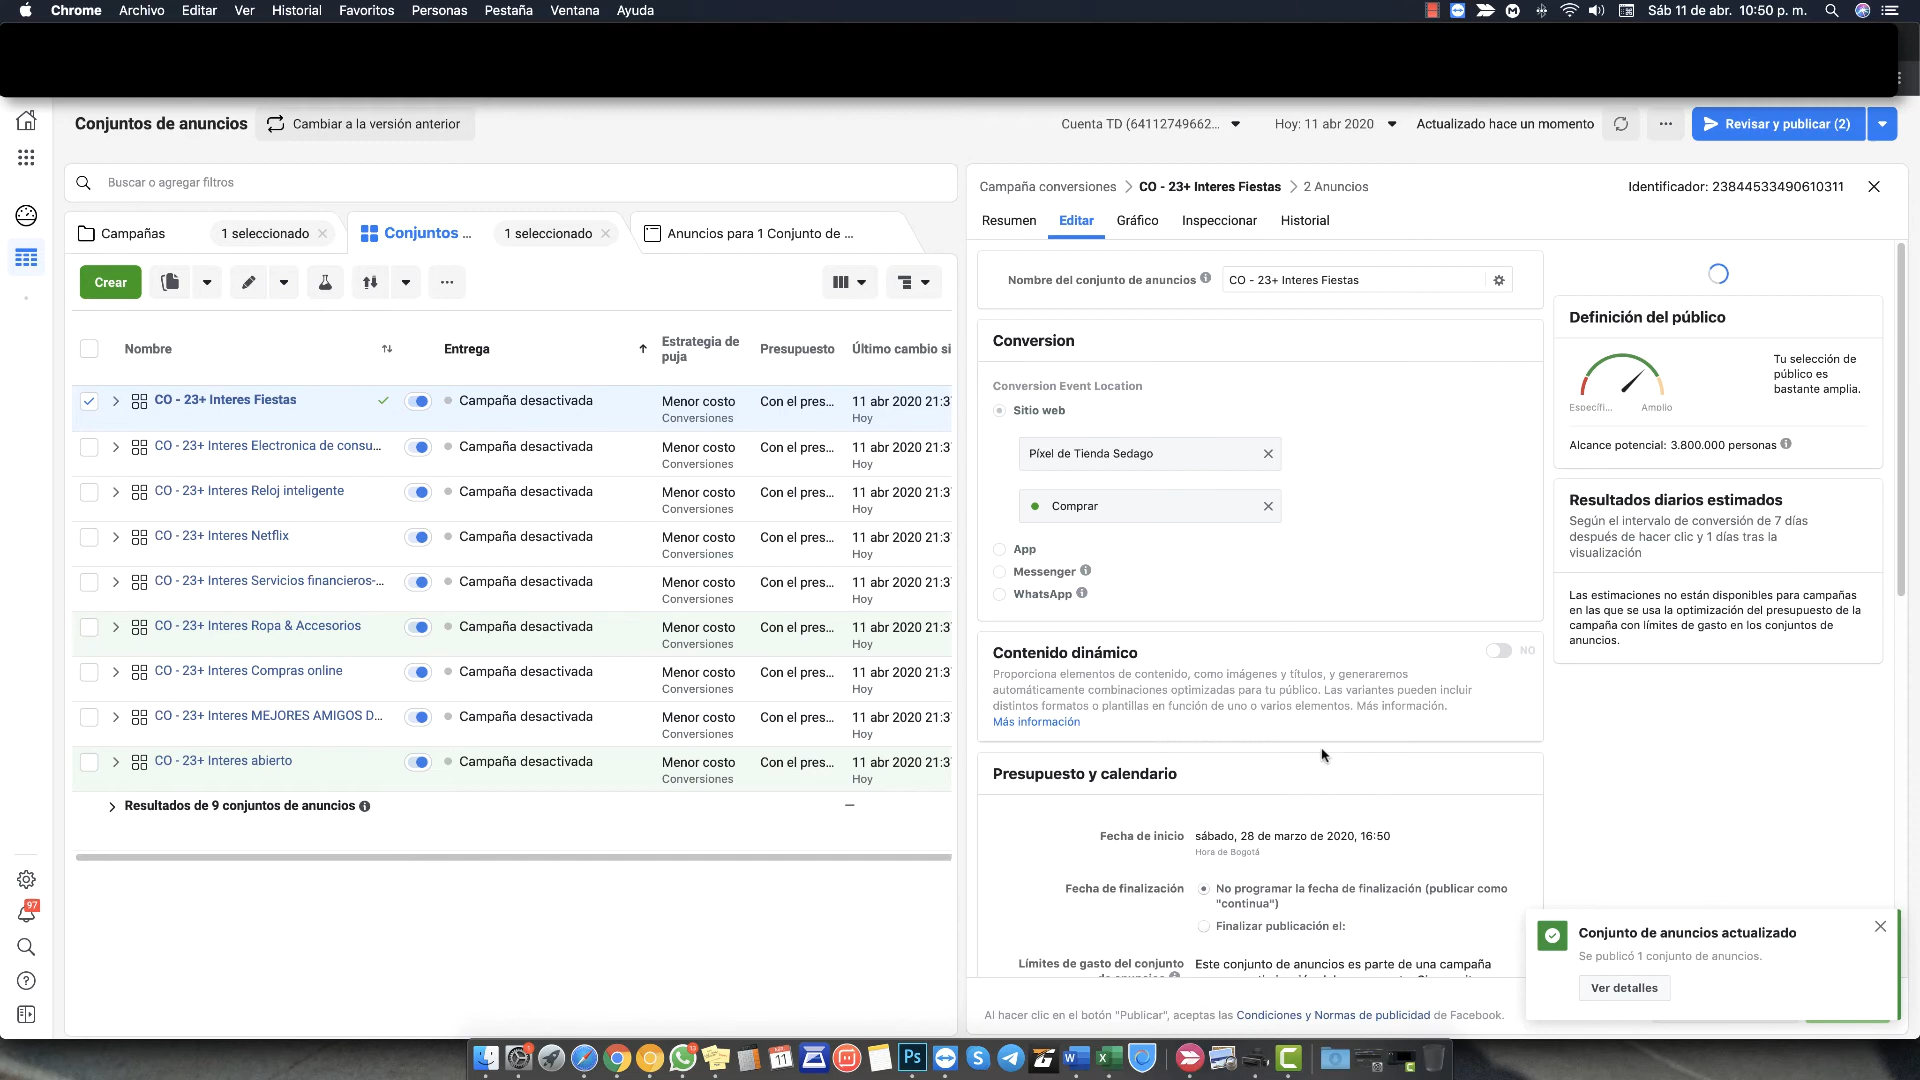 Chrome Archivo Editar Ver Historial Favoritos Personas Pestaña Ventana Ayuda Sáb 11 de abr. 10:50 p. m.
Conjuntos de anuncios Cambiar a la versión anterior Cuenta TD (64112749662... Hoy: 11 abr 2020 Actualizado hace un momento ... Revisar y publicar (2)
Buscar o agregar filtros
Campañas 1 seleccionado Conjuntos ... 1 seleccionado Anuncios para 1 Conjunto de ...
Crear ...
Nombre Entrega Estrategia de puja Presupuesto Último cambio si
CO - 23+ Interes Fiestas Campaña desactivada Menor costo Con el pres... 11 abr 2020 21:3
Conversiones Hoy
CO - 23+ Interes Electronica de consu... Campaña desactivada Menor costo Con el pres... 11 abr 2020 21:3
Conversiones Hoy
CO - 23+ Interes Reloj inteligente Campaña desactivada Menor costo Con el pres... 11 abr 2020 21:3
Conversiones Hoy
CO - 23+ Interes Netflix Campaña desactivada Menor costo Con el pres... 11 abr 2020 21:3
Conversiones Hoy
CO - 23+ Interes Servicios financieros-... Campaña desactivada Menor costo Con el pres... 11 abr 2020 21:3
Conversiones Hoy
CO - 23+ Interes Ropa & Accesorios Campaña desactivada Menor costo Con el pres... 11 abr 2020 21:3
Conversiones Hoy
CO - 23+ Interes Compras online Campaña desactivada Menor costo Con el pres... 11 abr 2020 21:3
Conversiones Hoy
CO - 23+ Interes MEJORES AMIGOS D... Campaña desactivada Menor costo Con el pres... 11 abr 2020 21:3
Conversiones Hoy
CO - 23+ Interes abierto Campaña desactivada Menor costo Con el pres... 11 abr 2020 21:3
Conversiones Hoy
Resultados de 9 conjuntos de anuncios —
97
Campaña conversiones CO - 23+ Interes Fiestas 2 Anuncios Identificador: 23844533490610311
Resumen Editar Gráfico Inspeccionar Historial
Nombre del conjunto de anuncios CO - 23+ Interes Fiestas
Conversion
Conversion Event Location
Sitio web
Píxel de Tienda Sedago
Comprar
App
Messenger
WhatsApp
Contenido dinámico NO
Proporciona elementos de contenido, como imágenes y títulos, y generaremos
automáticamente combinaciones optimizadas para tu público. Las variantes pueden incluir
distintos formatos o plantillas en función de uno o varios elementos. Más información.
Más información
Presupuesto y calendario
Fecha de inicio sábado, 28 de marzo de 2020, 16:50
Hora de Bogotá
Fecha de finalización No programar la fecha de finalización (publicar como
"continua")
Finalizar publicación el:
Límites de gasto del conjunto Este conjunto de anuncios es parte de una campaña
Al hacer clic en el botón "Publicar", aceptas las Condiciones y Normas de publicidad de Facebook.
Definición del público
Tu selección de
público es
bastante amplia.
Específi... Amplio
Alcance potencial: 3.800.000 personas
Resultados diarios estimados
Según el intervalo de conversión de 7 días
después de hacer clic y 1 días tras la
visualización
Las estimaciones no están disponibles para campañas
en las que se usa la optimización del presupuesto de la
campaña con límites de gasto en los conjuntos de
anuncios.
Conjunto de anuncios actualizado
Se publicó 1 conjunto de anuncios.
Ver detalles